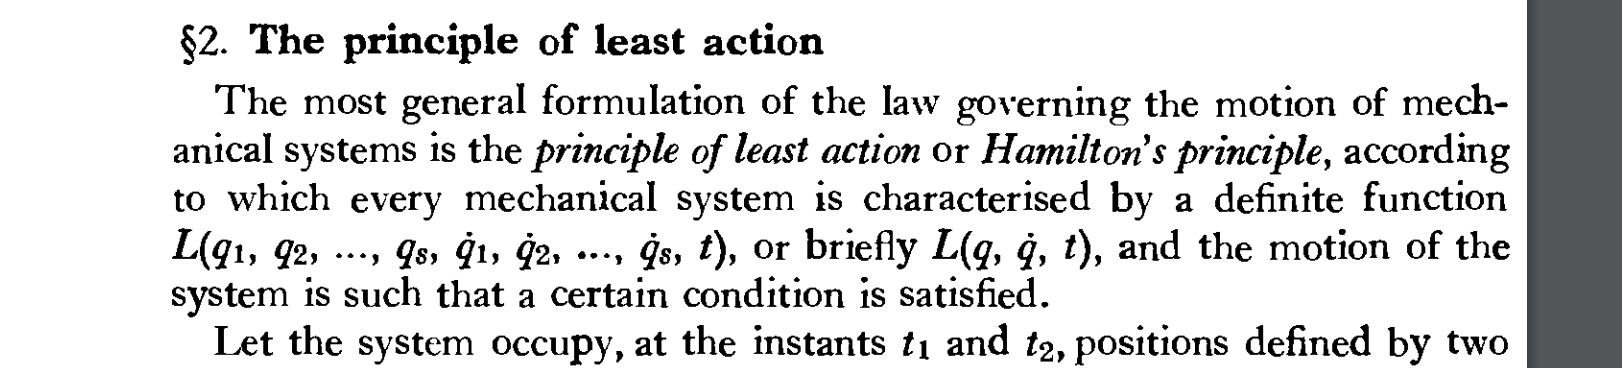 §2. The principle of least action
The most general formulation of the law governing the motion of mech-
anical systems is the principle of least action or Hamilton's principle, according
to which every mechanical system is characterised by a definite function
L(q₁, q₂, ..., qₛ, q̇₁, q̇₂, ..., q̇ₛ, t), or briefly L(q, q̇, t), and the motion of the
system is such that a certain condition is satisfied.
Let the system occupy, at the instants t₁ and t₂, positions defined by two